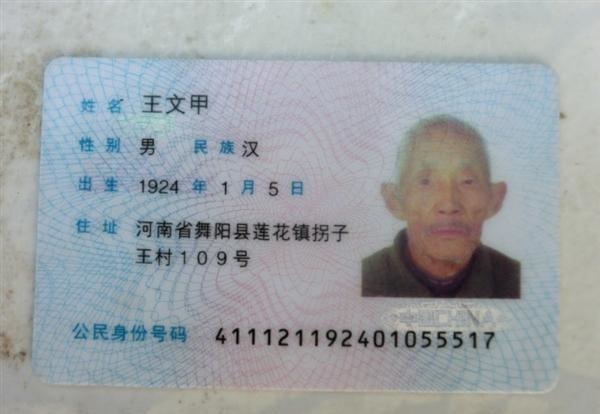 姓名 王文甲
性别 男 民族 汉
出生 1924 年 1 月 5 日
住址 河南省舞阳县莲花镇拐子
王村109号
CHINA
公民身份号码 411121192401055517